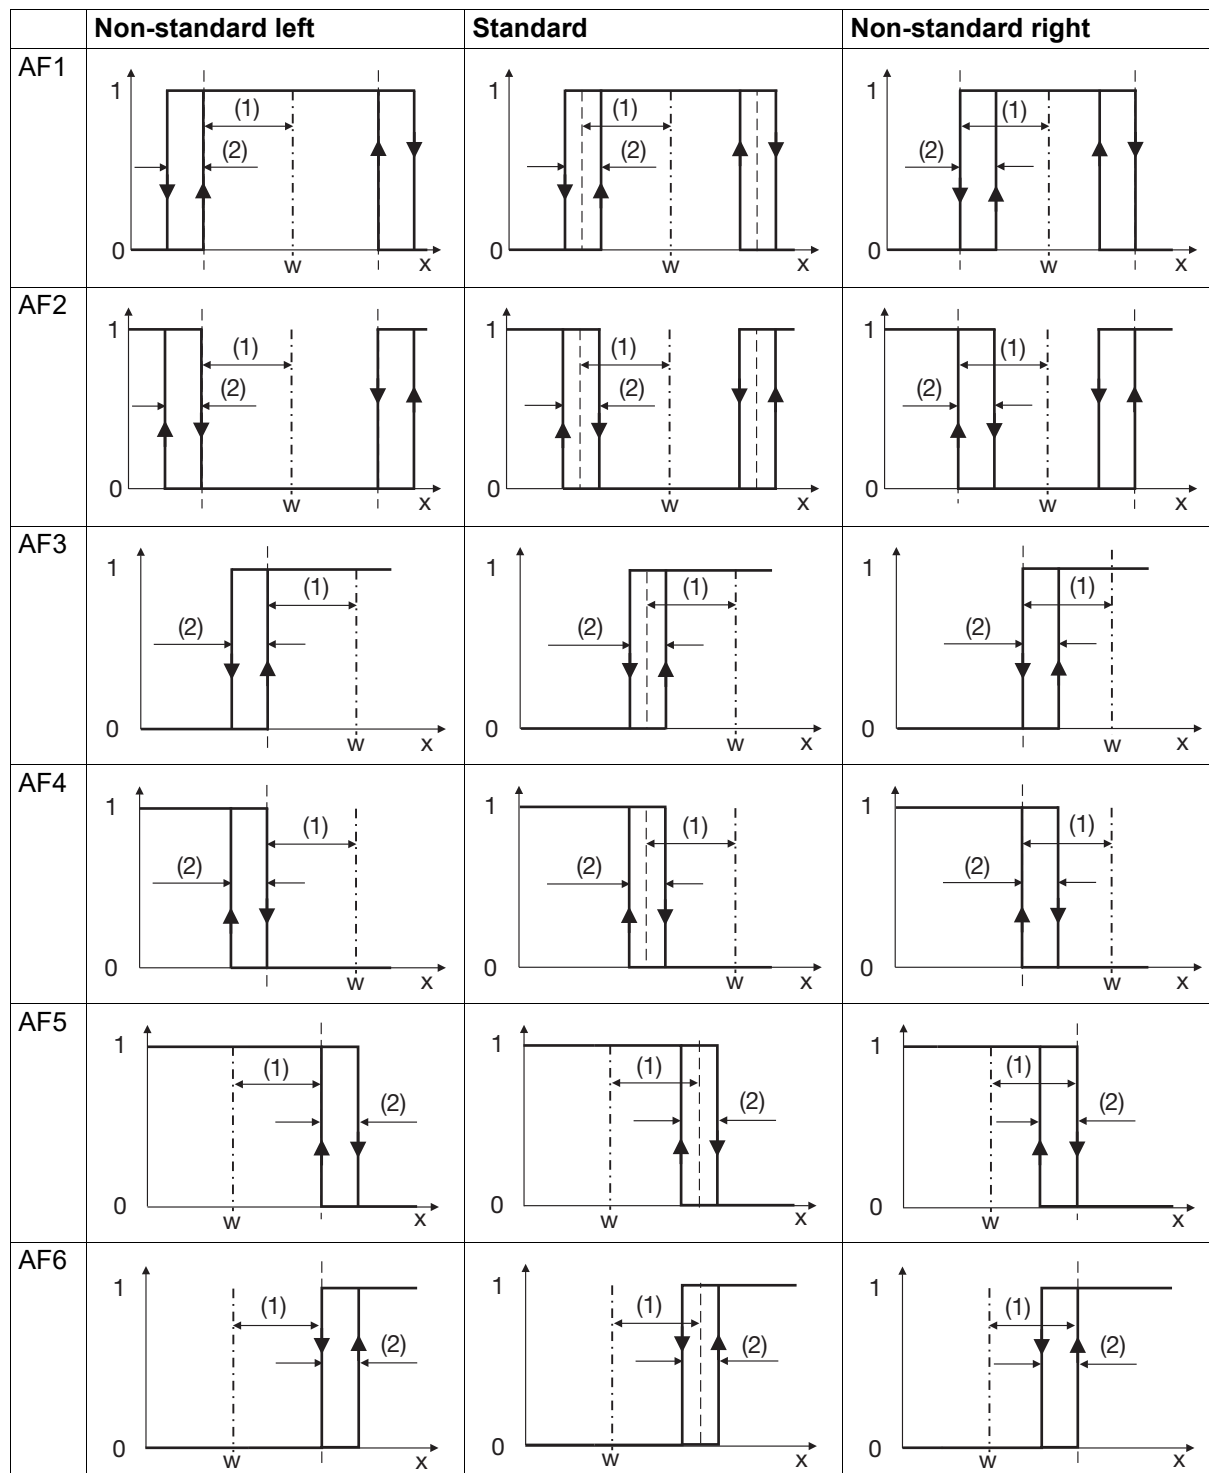 Non-standard left Standard Non-standard right
AF1
1 (1) (2) 0 w x
1 (1) (2) 0 w x
1 (1) (2) 0 w x
AF2
1 (1) (2) 0 w x
1 (1) (2) 0 w x
1 (1) (2) 0 w x
AF3
1 (1) (2) 0 w x
1 (1) (2) 0 w x
1 (1) (2) 0 w x
AF4
1 (1) (2) 0 w x
1 (1) (2) 0 w x
1 (1) (2) 0 w x
AF5
1 (1) (2) 0 w x
1 (1) (2) 0 w x
1 (1) (2) 0 w x
AF6
1 (1) (2) 0 w x
1 (1) (2) 0 w x
1 (1) (2) 0 w x